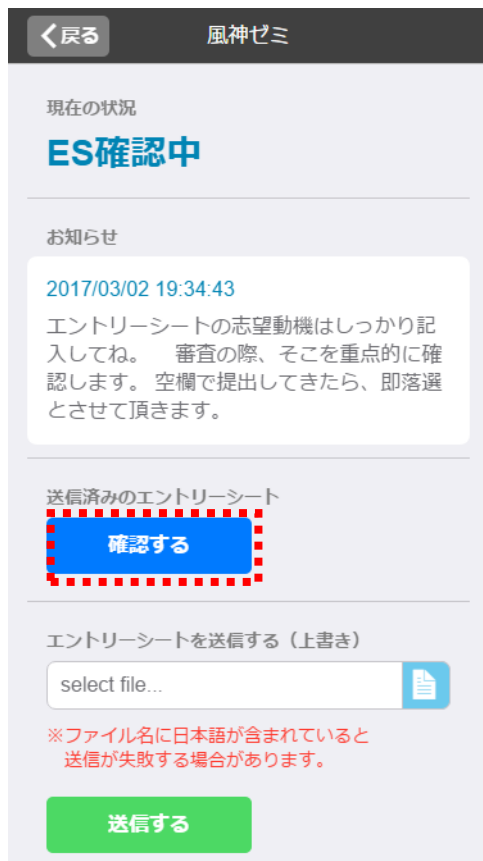 戻る
風神ゼミ
現在の状況
ES確認中
お知らせ
2017/03/02 19:34:43
エントリーシートの志望動機はしっかり記
入してね。　審査の際、そこを重点的に確
認します。 空欄で提出してきたら、即落選
とさせて頂きます。
送信済みのエントリーシート
確認する
エントリーシートを送信する（上書き）
select file...
※ファイル名に日本語が含まれていると
送信が失敗する場合があります。
送信する